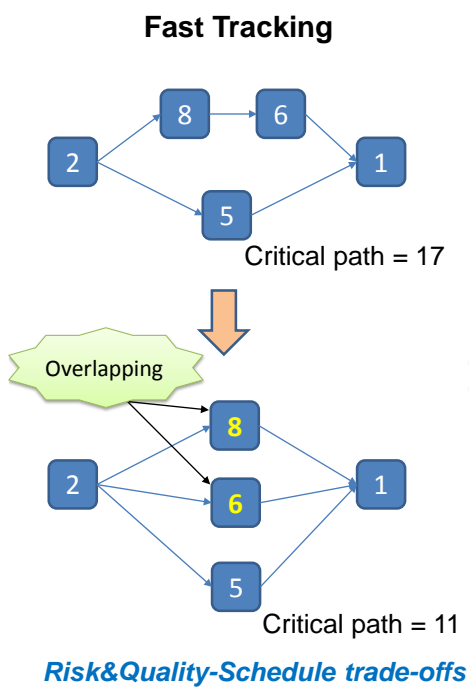 Fast Tracking
8 6
2 1
5
Critical path = 17
Overlapping
8
2 1
6
5
Critical path = 11
Risk&Quality-Schedule trade-offs